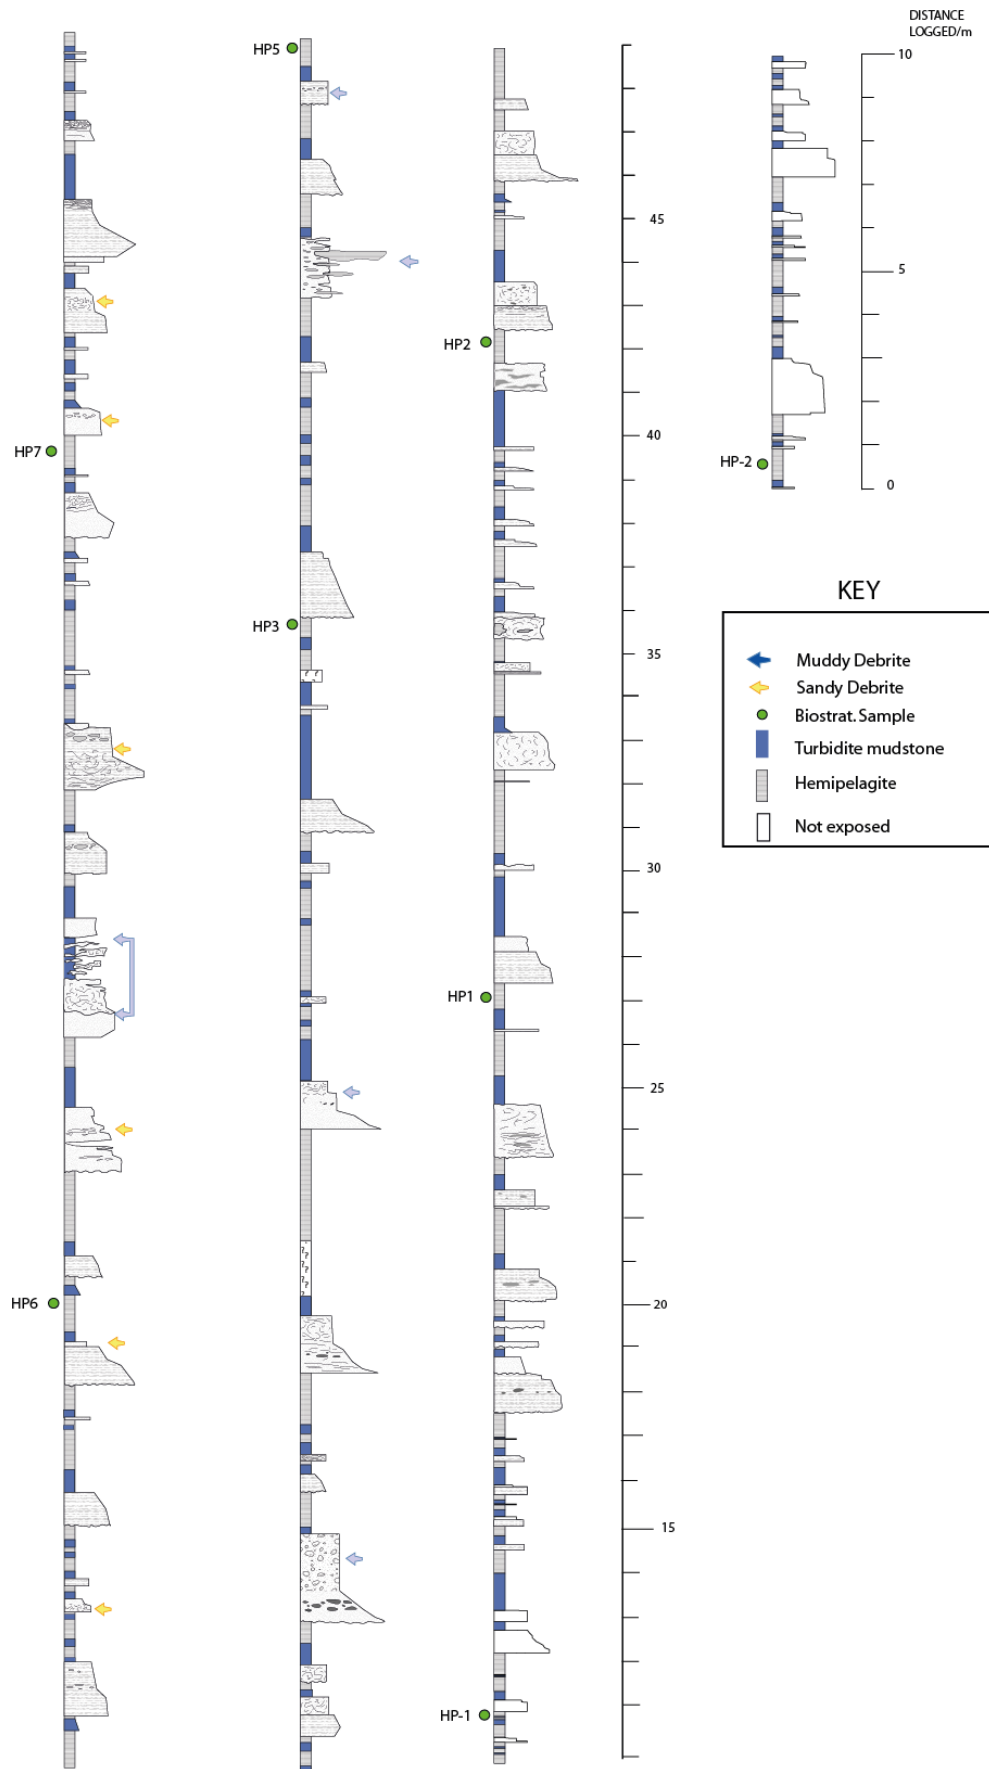 DISTANCE
LOGGED/m
HP5
10
45
5
HP2
40
HP7
HP-2
0
KEY
Muddy Debrite
Sandy Debrite
Biostrat. Sample
Turbidite mudstone
Hemipelagite
Not exposed
HP3
35
? ?
30
HP1
25
?
?
?
?
?
?
?
HP6
20
15
HP-1